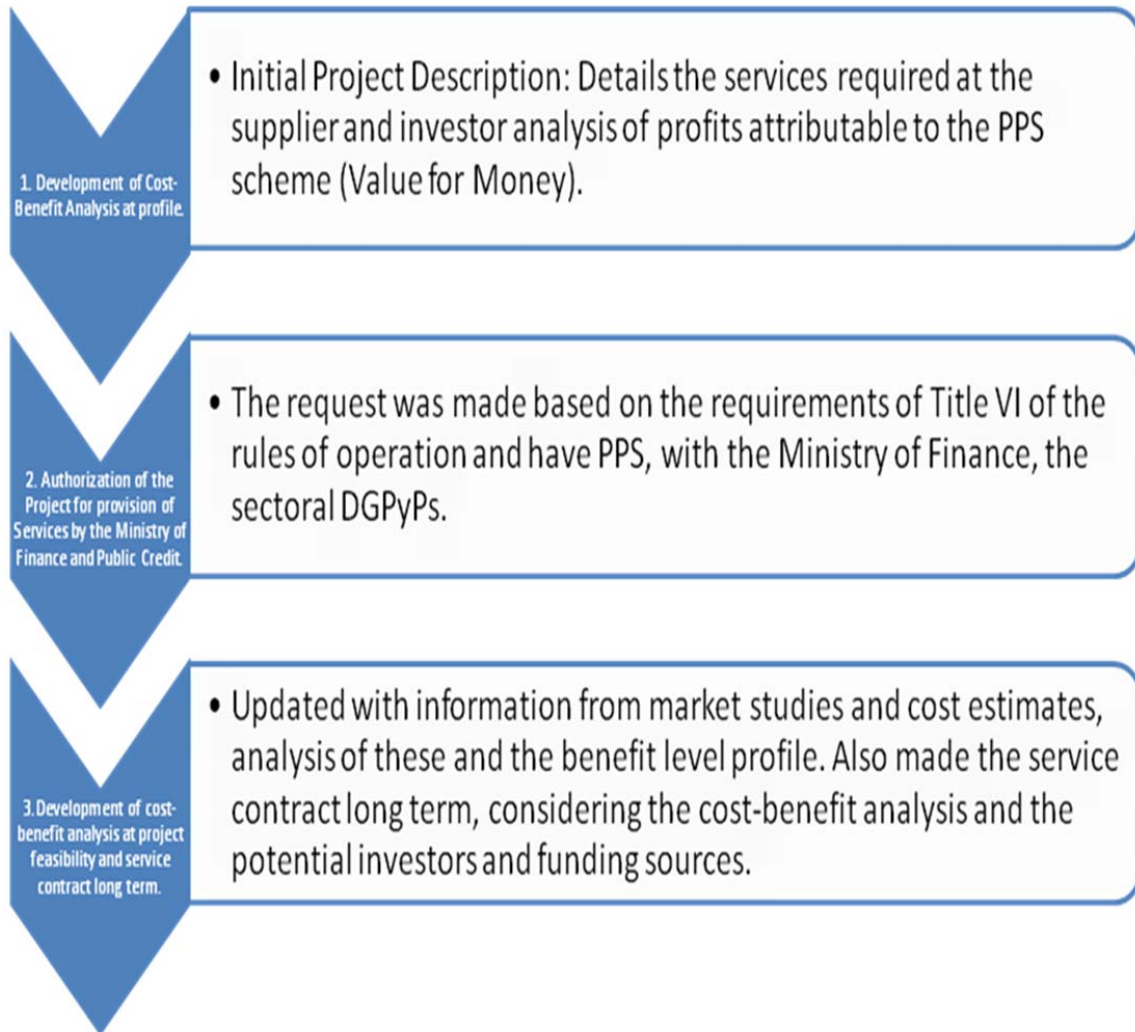 1. Development of Cost-
Benefit Analysis at profile.
• Initial Project Description: Details the services required at the
supplier and investor analysis of profits attributable to the PPS
scheme (Value for Money).
2. Authorization of the
Project for provision of
Services by the Ministry of
Finance and Public Credit.
• The request was made based on the requirements of Title VI of the
rules of operation and have PPS, with the Ministry of Finance, the
sectoral DGPyPs.
3. Development of cost-
benefit analysis at project
feasibility and service
contract long term.
• Updated with information from market studies and cost estimates,
analysis of these and the benefit level profile. Also made the service
contract long term, considering the cost-benefit analysis and the
potential investors and funding sources.